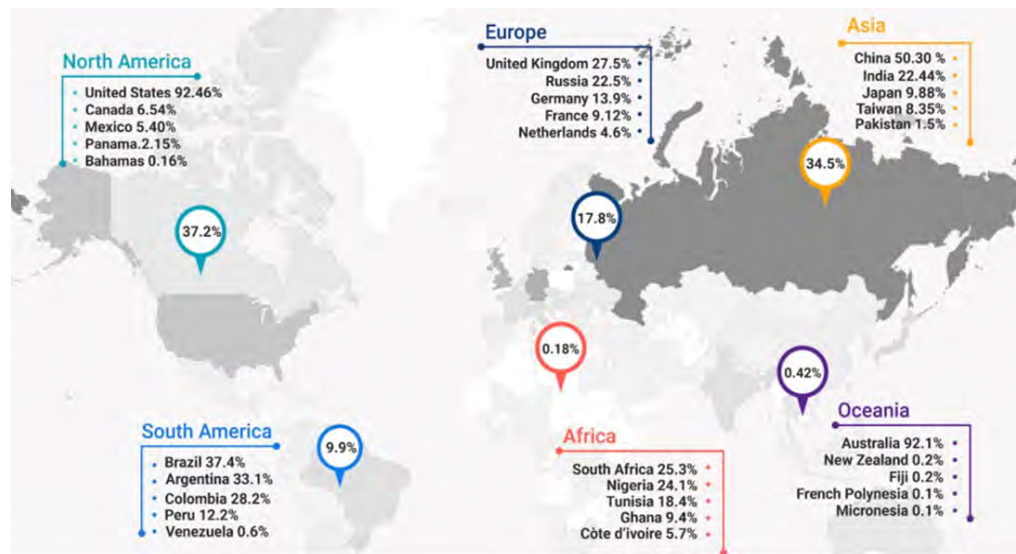 North America
United States 92.46%
Canada 6.54%
Mexico 5.40%
Panama.2.15%
Bahamas 0.16%
37.2%
Europe
United Kingdom 27.5%
Russia 22.5%
Germany 13.9%
France 9.12%
Netherlands 4.6%
17.8%
Asia
China 50.30 %
India 22.44%
Japan 9.88%
Taiwan 8.35%
Pakistan 1.5%
34.5%
South America
Brazil 37.4%
Argentina 33.1%
Colombia 28.2%
Peru 12.2%
Venezuela 0.6%
9.9%
0.18%
Africa
South Africa 25.3%
Nigeria 24.1%
Tunisia 18.4%
Ghana 9.4%
Còte d’ivoire 5.7%
0.42%
Oceania
Australia 92.1%
New Zealand 0.2%
Fiji 0.2%
French Polynesia 0.1%
Micronesia 0.1%